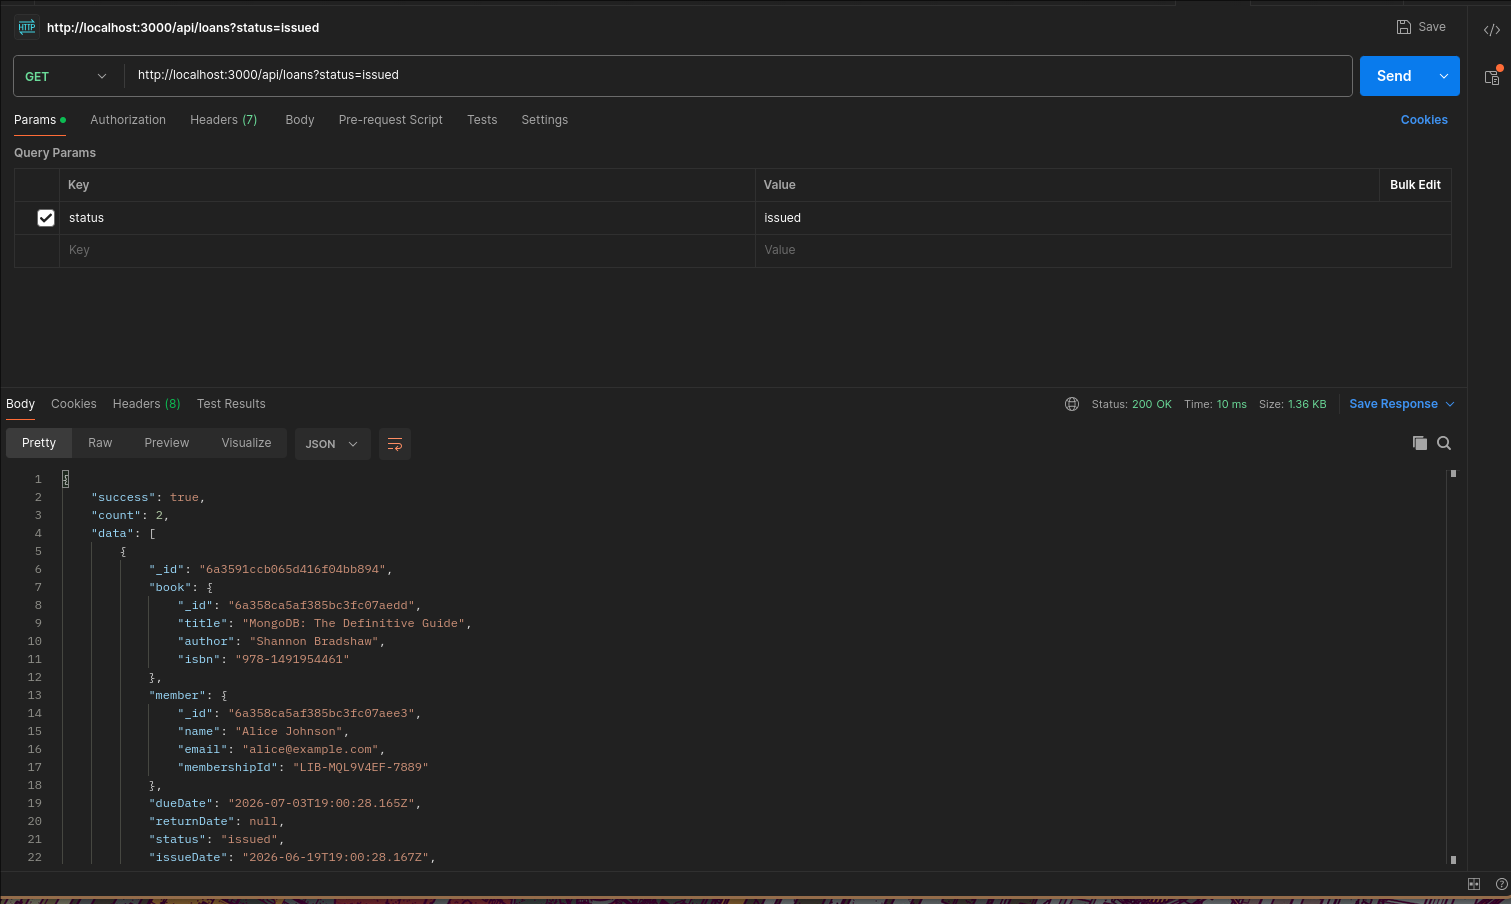 HTTP http://localhost:3000/api/loans?status=issued Save
GET http://localhost:3000/api/loans?status=issued Send
Params Authorization Headers (7) Body Pre-request Script Tests Settings Cookies
Query Params
Key Value Bulk Edit
status issued
Key Value
Body Cookies Headers (8) Test Results Status: 200 OK Time: 10 ms Size: 1.36 KB Save Response
Pretty Raw Preview Visualize JSON
1 {
2 "success": true,
3 "count": 2,
4 "data": [
5 {
6 "_id": "6a3591ccb065d416f04bb894",
7 "book": {
8 "_id": "6a358ca5af385bc3fc07aedd",
9 "title": "MongoDB: The Definitive Guide",
10 "author": "Shannon Bradshaw",
11 "isbn": "978-1491954461"
12 },
13 "member": {
14 "_id": "6a358ca5af385bc3fc07aee3",
15 "name": "Alice Johnson",
16 "email": "alice@example.com",
17 "membershipId": "LIB-MQL9V4EF-7889"
18 },
19 "dueDate": "2026-07-03T19:00:28.165Z",
20 "returnDate": null,
21 "status": "issued",
22 "issueDate": "2026-06-19T19:00:28.167Z",